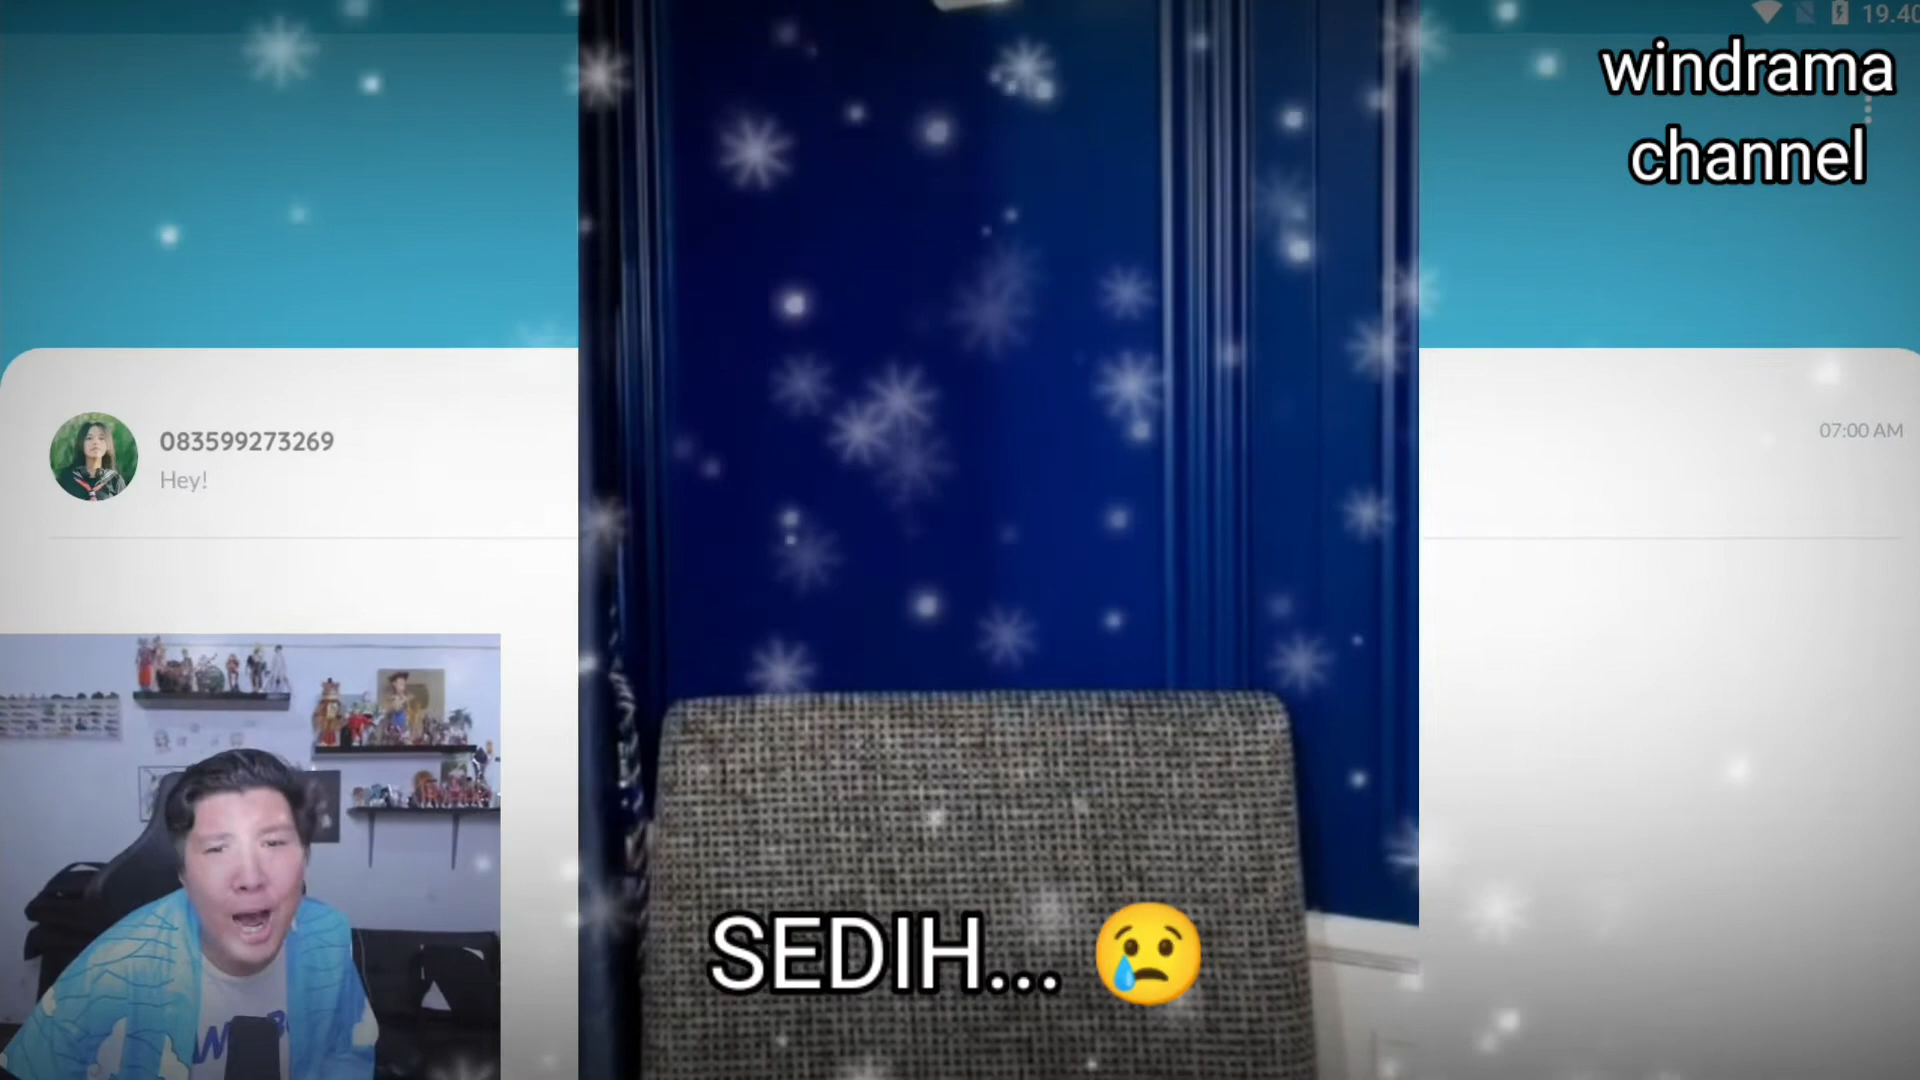 19.40
windrama
channel
083599273269
07:00 AM
Hey!
SEDIH... 😢